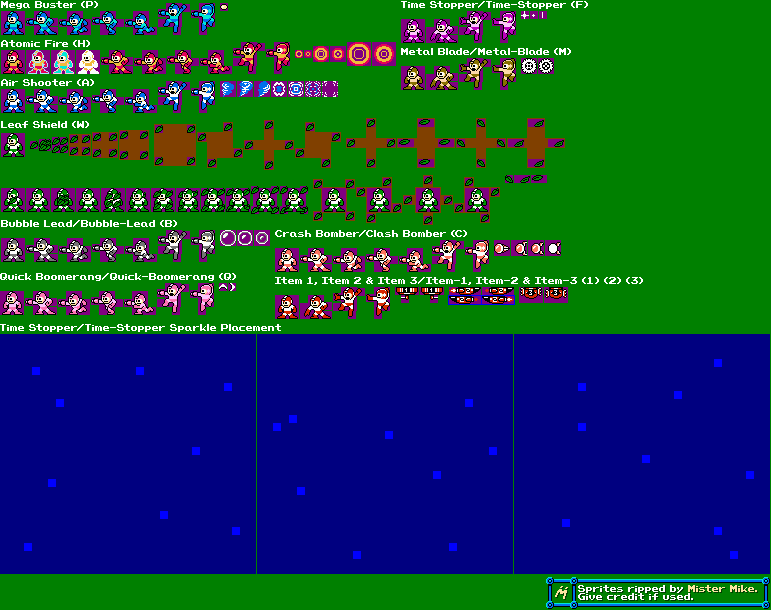 Mega Buster (P)
Time Stopper/Time-Stopper (F)
Atomic Fire (H)
Metal Blade/Metal-Blade (M)
Air Shooter (A)
Leaf Shield (W)
Bubble Lead/Bubble-Lead (B)
Crash Bomber/Clash Bomber (C)
Quick Boomerang/Quick-Boomerang (Q)
Item 1, Item 2 & Item 3/Item-1, Item-2 & Item-3 (1) (2) (3)
Time Stopper/Time-Stopper Sparkle Placement
Sprites ripped by Mister Mike.
Give credit if used.